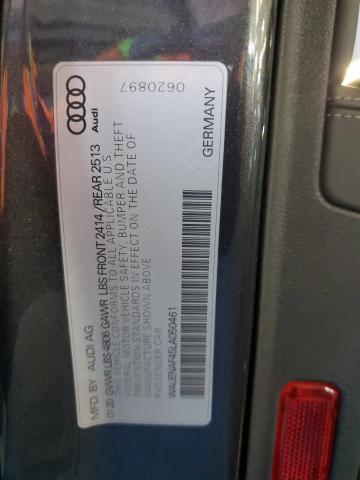 Audi
0620897
MFD. BY AUDI AG
01.20 GVWR LBS 4806 GAWR LBS FRONT 2414/REAR 2513
THIS VEHICLE CONFORMS TO ALL APPLICABLE U'S
FEDERAL MOTOR VEHICLE SAFETY, BUMPER AND THEFT
PREVENTION STANDARDS IN EFFECT ON THE DATE OF
MANUFACTURE SHOWN ABOVE
PASSENGER CAR
WAUENAF45LA050461
GERMANY